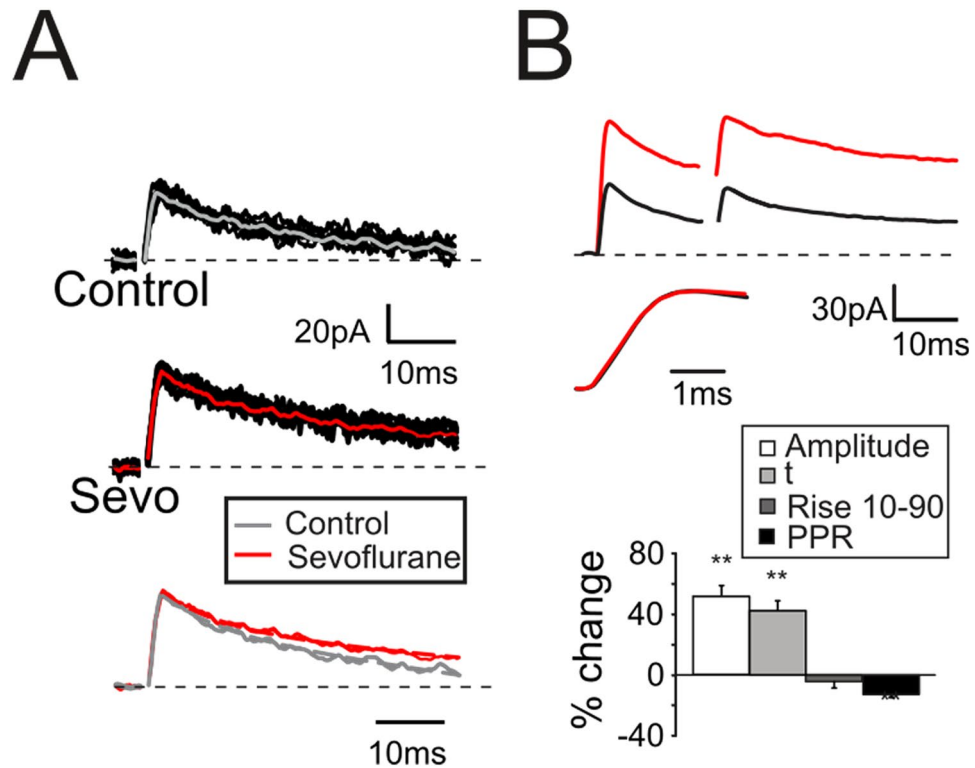 A
Control
20pA
10ms
Sevo
Control
Sevoflurane
10ms
B
30pA
10ms
1ms
Amplitude
t
Rise 10-90
PPR
% change
80
40
0
-40
**
**
**